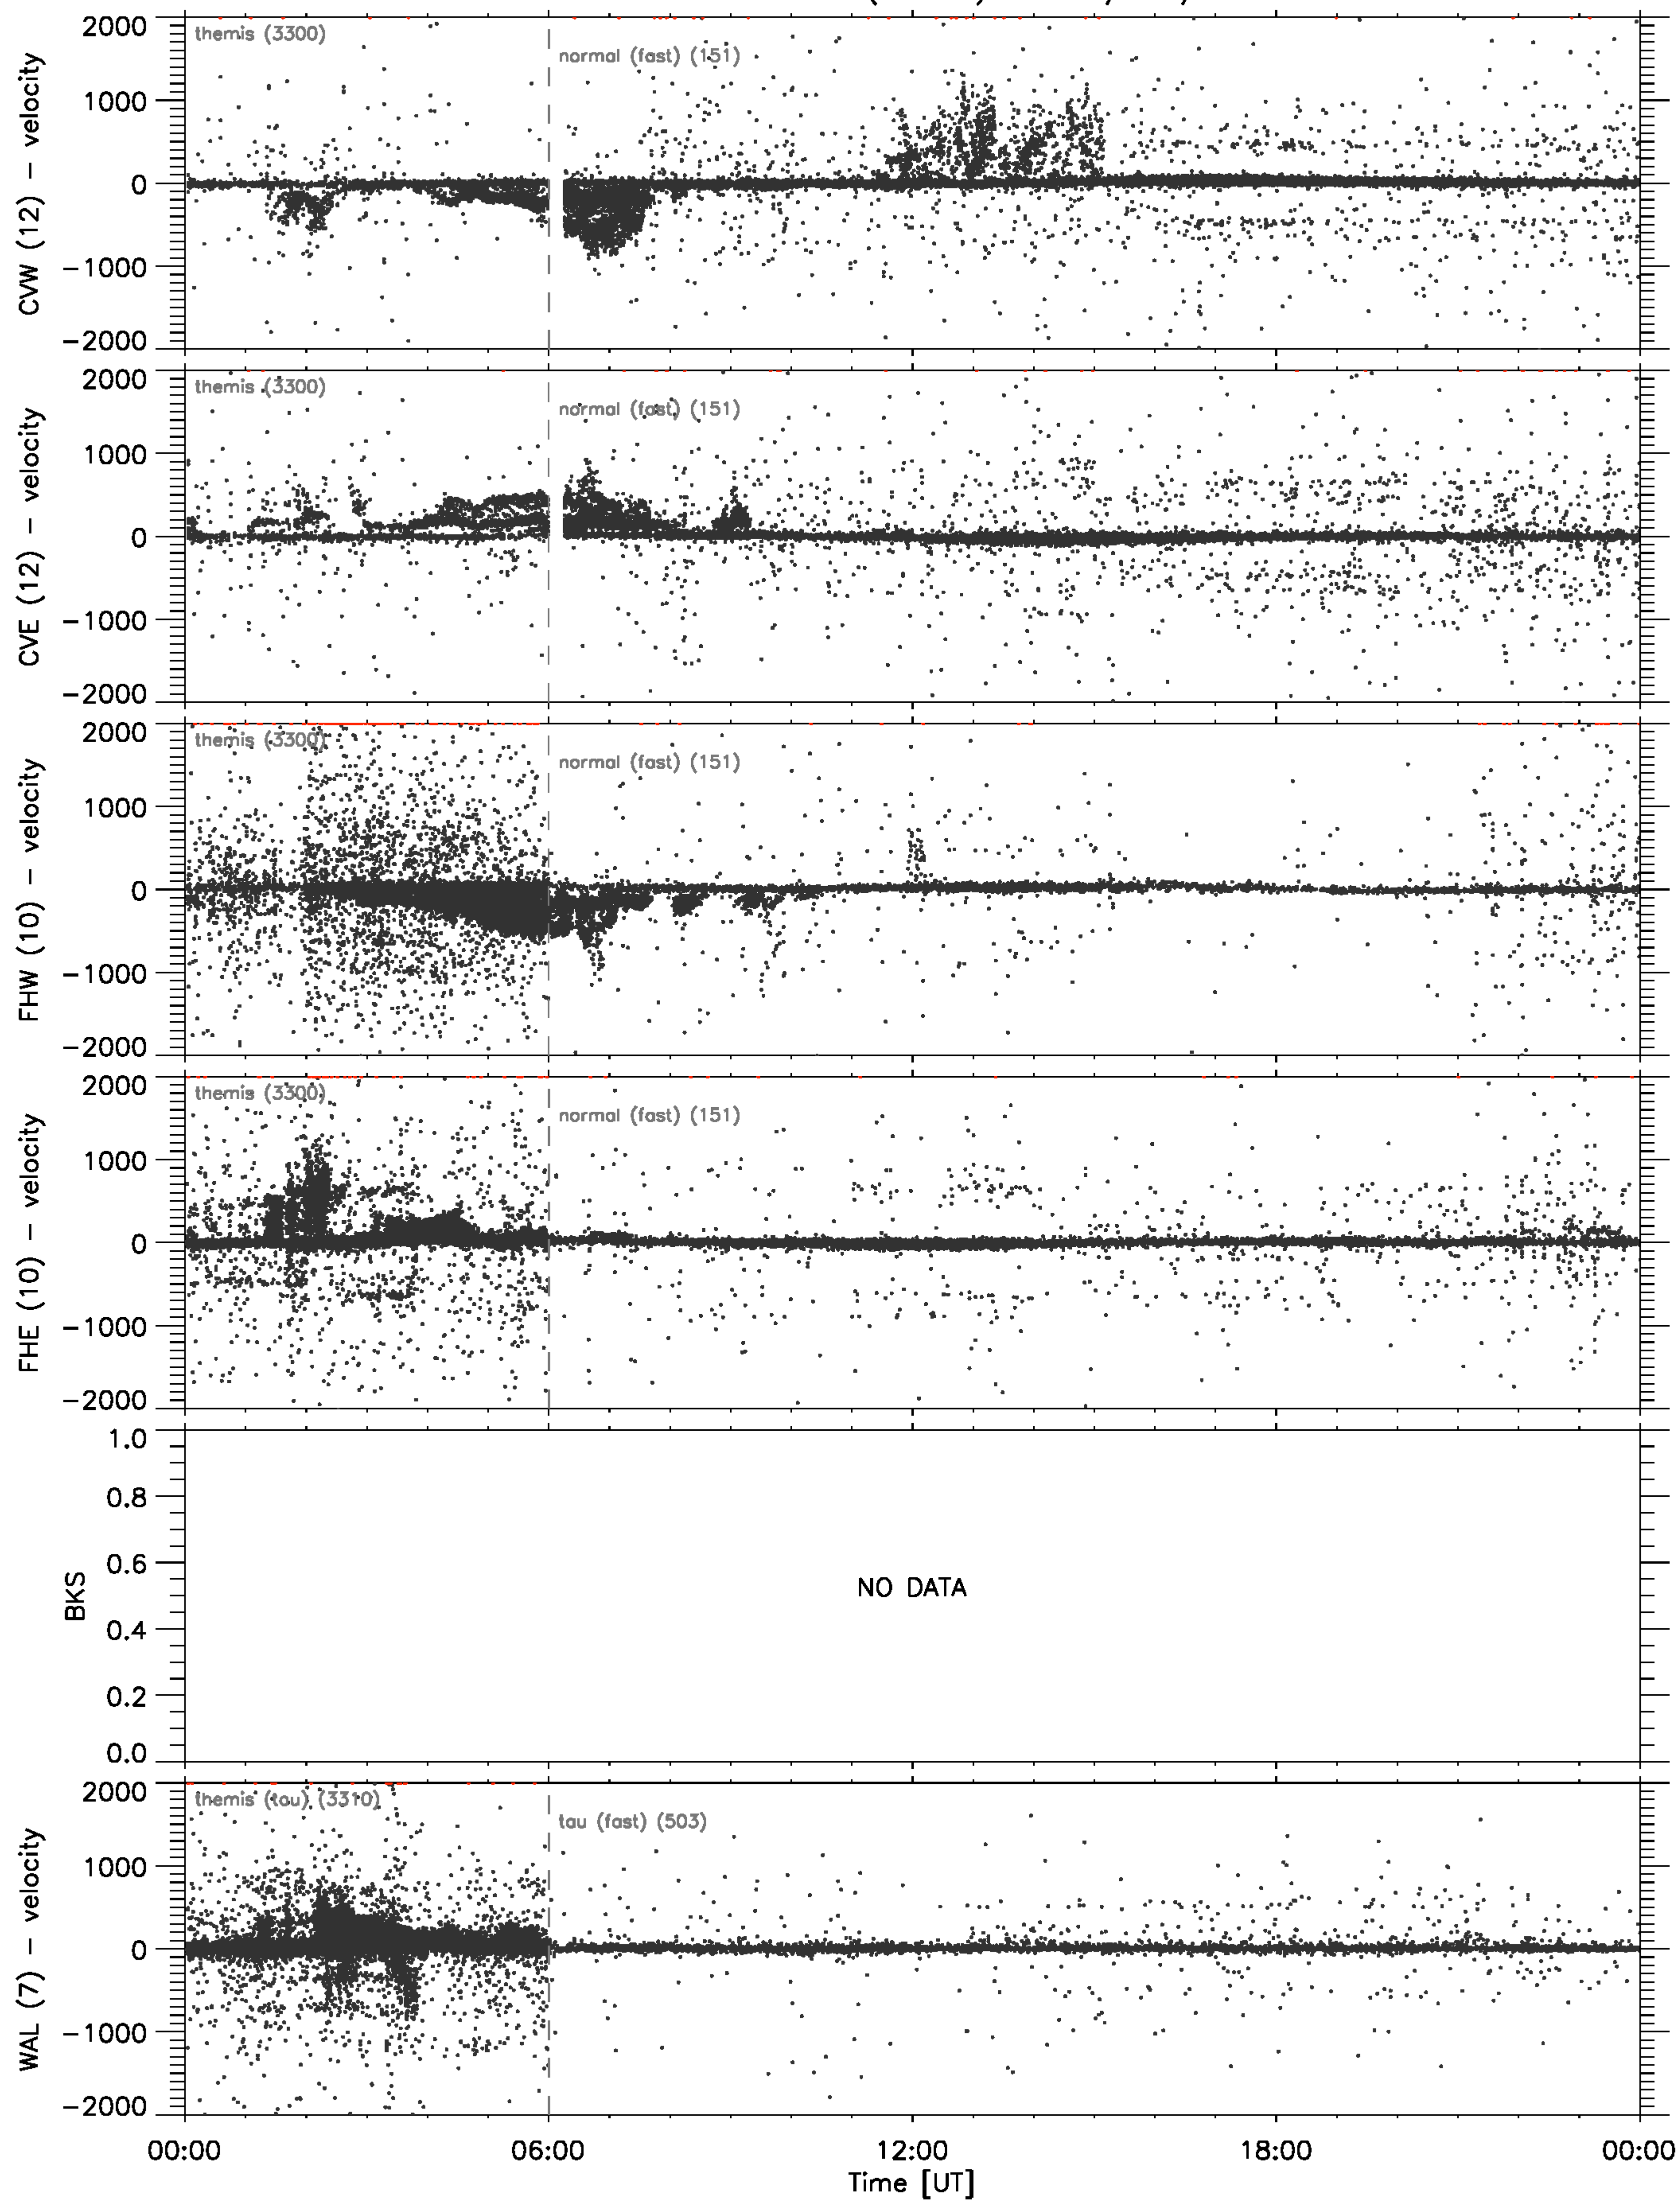 CVW (12) − velocity
2000
1000
0
−1000
−2000
themis (3300)
normal (fast) (151)
CVE (12) − velocity
2000
1000
0
−1000
−2000
themis (3300)
normal (fast) (151)
FHW (10) − velocity
2000
1000
0
−1000
−2000
themis (3300)
normal (fast) (151)
FHE (10) − velocity
2000
1000
0
−1000
−2000
themis (3300)
normal (fast) (151)
BKS
1.0
0.8
0.6
0.4
0.2
0.0
NO DATA
WAL (7) − velocity
2000
1000
0
−1000
−2000
themis (tau) (3310)
tau (fast) (503)
00:00 06:00 12:00 18:00 00:00
Time [UT]